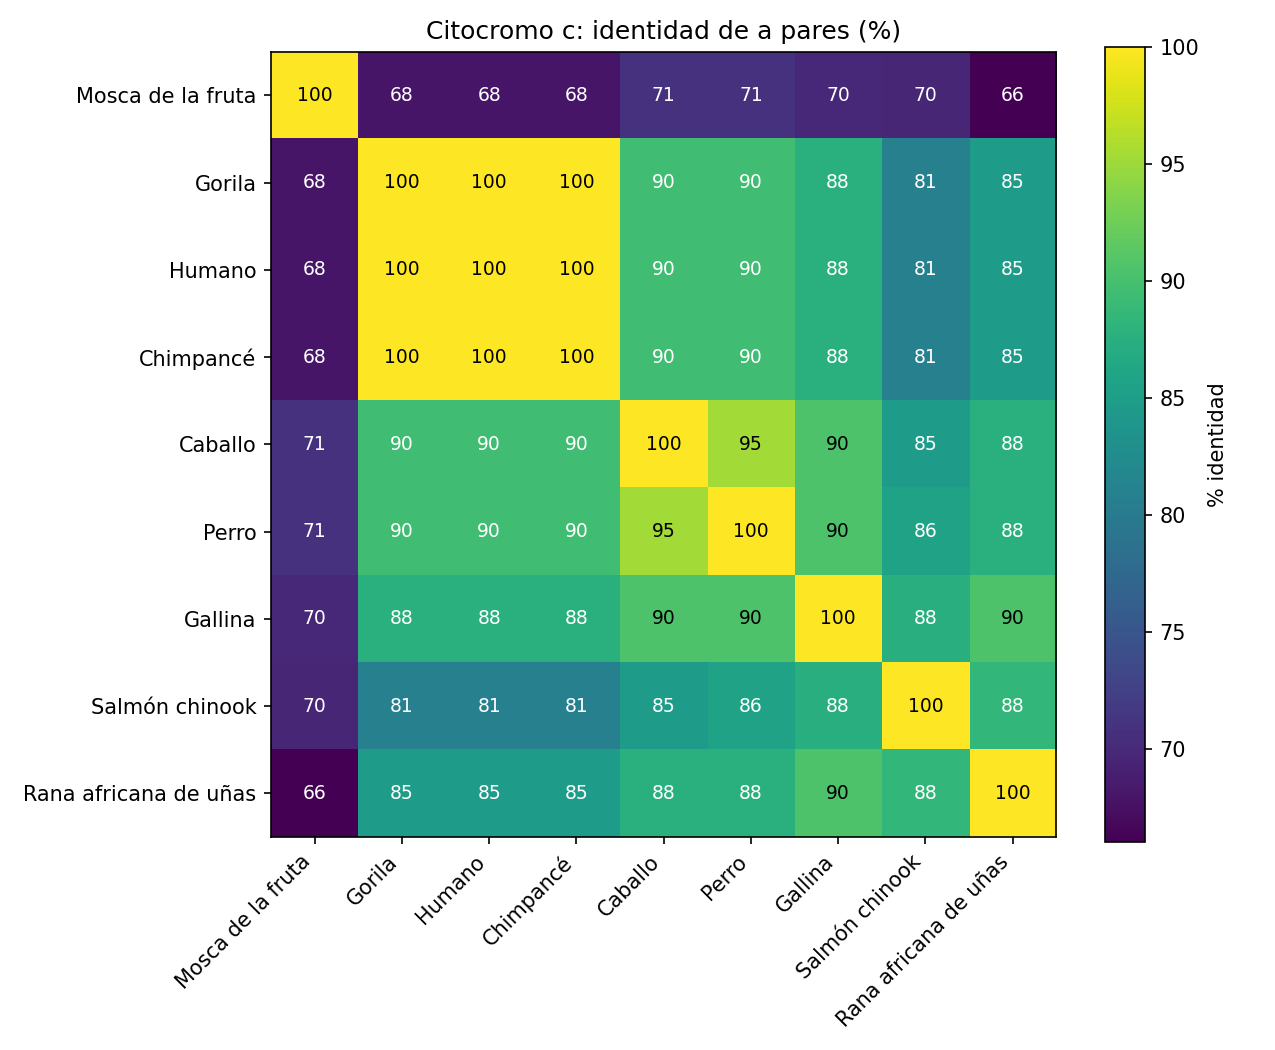 Citocromo c: identidad de a pares (%)
Mosca de la fruta 100 68 68 68 71 71 70 70 66
Gorila 68 100 100 100 90 90 88 81 85
Humano 68 100 100 100 90 90 88 81 85
Chimpancé 68 100 100 100 90 90 88 81 85
Caballo 71 90 90 90 100 95 90 85 88
Perro 71 90 90 90 95 100 90 86 88
Gallina 70 88 88 88 90 90 100 88 90
Salmón chinook 70 81 81 81 85 86 88 100 88
Rana africana de uñas 66 85 85 85 88 88 90 88 100
Mosca de la fruta
Gorila
Humano
Chimpancé
Caballo
Perro
Gallina
Salmón chinook
Rana africana de uñas
100
95
90
85
80
75
70
% identidad